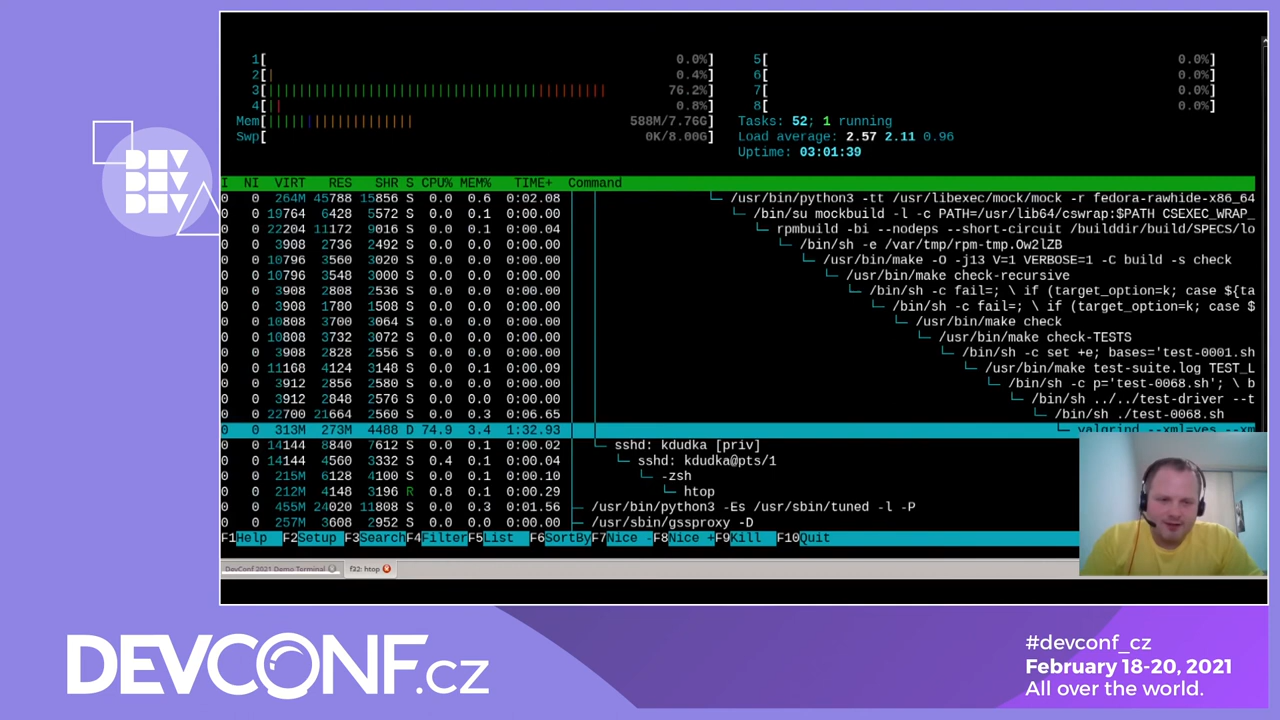 1[ 0.0%] 5[ 0.0%]
2[| 0.4%] 6[ 0.0%]
3[|||||||||||||||||||||||||||||||||||||||||||| 76.2%] 7[ 0.0%]
4[|| 0.8%] 8[ 0.0%]
Mem[||||||||||||||||||| 588M/7.76G] Tasks: 52; 1 running
Swp[ 0K/8.00G] Load average: 2.57 2.11 0.96
Uptime: 03:01:39
I NI VIRT RES SHR S CPU% MEM% TIME+ Command
0 0 264M 45788 15856 S 0.0 0.6 0:02.08 /usr/bin/python3 -tt /usr/libexec/mock/mock -r fedora-rawhide-x86_64
0 0 19764 6428 5572 S 0.0 0.1 0:00.00 /bin/su mockbuild -l -c PATH=/usr/lib64/cswrap:$PATH CSEXEC_WRAP_
0 0 22204 11172 9016 S 0.0 0.1 0:00.04 rpmbuild -bi --nodeps --short-circuit /builddir/build/SPECS/lo
0 0 3908 2736 2492 S 0.0 0.0 0:00.00 /bin/sh -e /var/tmp/rpm-tmp.Ow2lZB
0 0 10796 3560 3020 S 0.0 0.0 0:00.00 /usr/bin/make -O -j13 V=1 VERBOSE=1 -C build -s check
0 0 10796 3548 3000 S 0.0 0.0 0:00.00 /usr/bin/make check-recursive
0 0 3908 2808 2536 S 0.0 0.0 0:00.00 /bin/sh -c fail=; \ if (target_option=k; case ${ta
0 0 3908 1780 1508 S 0.0 0.0 0:00.00 /bin/sh -c fail=; \ if (target_option=k; case $
0 0 10808 3700 3064 S 0.0 0.0 0:00.00 /usr/bin/make check
0 0 10808 3732 3072 S 0.0 0.0 0:00.00 /usr/bin/make check-TESTS
0 0 3908 2828 2556 S 0.0 0.0 0:00.00 /bin/sh -c set +e; bases='test-0001.sh
0 0 11168 4124 3148 S 0.0 0.1 0:00.09 /usr/bin/make test-suite.log TEST_L
0 0 3912 2856 2580 S 0.0 0.0 0:00.00 /bin/sh -c p='test-0068.sh'; \ b
0 0 3912 2848 2576 S 0.0 0.0 0:00.00 /bin/sh ../../test-driver --t
0 0 22700 21664 2560 S 0.0 0.3 0:06.65 /bin/sh ./test-0068.sh
0 0 313M 273M 4488 D 74.9 3.4 1:32.93 valgrind --xml=yes --xm
0 0 14144 8840 7612 S 0.0 0.1 0:00.02 sshd: kdudka [priv]
0 0 14144 4560 3332 S 0.4 0.1 0:00.04 sshd: kdudka@pts/1
0 0 215M 6128 4100 S 0.0 0.1 0:00.10 -zsh
0 0 212M 4148 3196 R 0.8 0.1 0:00.29 htop
0 0 455M 24020 11808 S 0.0 0.3 0:01.56 /usr/bin/python3 -Es /usr/sbin/tuned -l -P
0 0 257M 3608 2952 S 0.0 0.0 0:00.00 /usr/sbin/gssproxy -D
F1Help F2Setup F3SearchF4FilterF5List F6SortByF7Nice -F8Nice +F9Kill F10Quit
DevConf 2021 Demo Terminal f32: htop
DEV
DEV
DEV
DEVCONF.cz
#devconf_cz
February 18-20, 2021
All over the world.